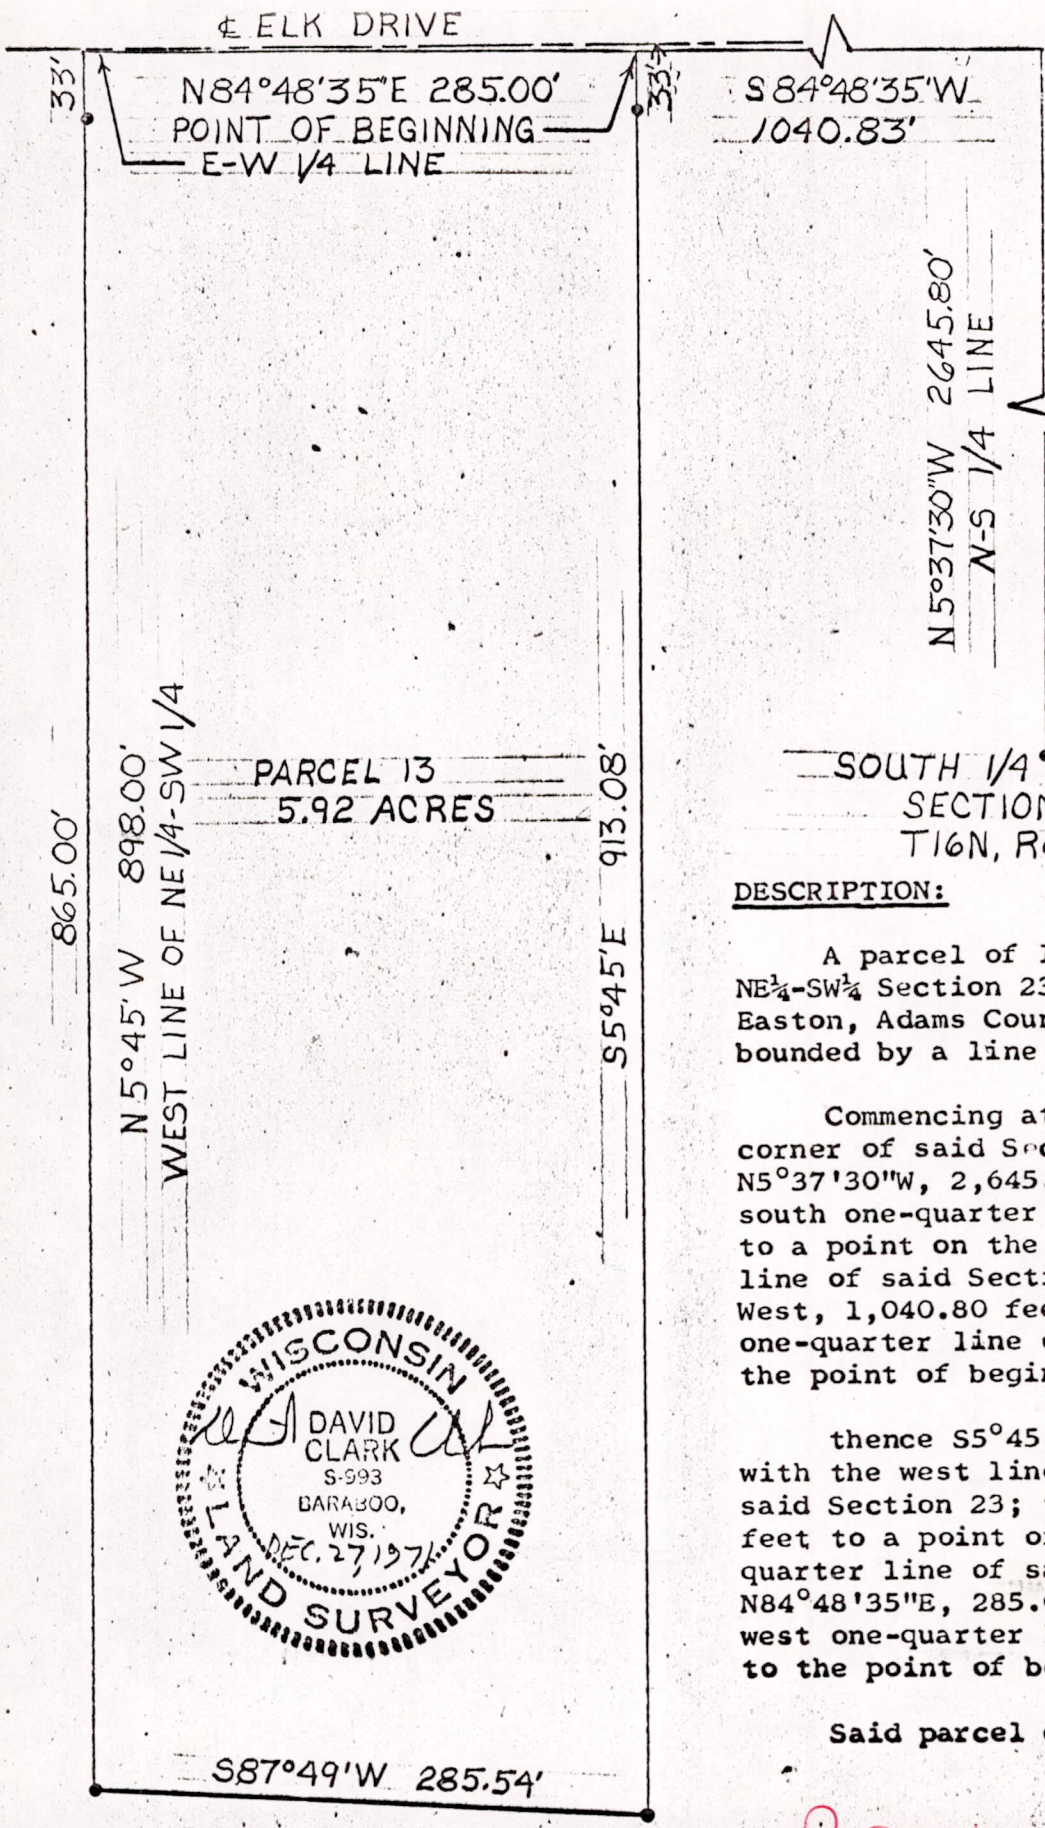 ℄ ELK DRIVE
33'
N84°48'35"E 285.00'
POINT OF BEGINNING
E-W 1/4 LINE
33'
S84°48'35"W
1040.83'
N5°37'30"W 2645.80'
N-S 1/4 LINE
865.00'
N5°45'W 898.00'
WEST LINE OF NE1/4-SW1/4
PARCEL 13
5.92 ACRES
S5°45'E 913.08'
SOUTH 1/4
SECTION
T16N,
WISCONSIN
DAVID
CLARK
S-993
BARABOO,
WIS.
DEC. 27, 1971
LAND SURVEYOR
S87°49'W 285.54'
DESCRIPTION:
A parcel of
NE¼-SW¼ Section 23
Easton, Adams
bounded by a line
Commencing at
corner of said
N5°37'30"W, 2,645.
south one-quarter
to a point on the
line of said
West, 1,040.80
one-quarter line
the point of
thence S5°45
with the west
said Section 23;
feet to a point
quarter line of
N84°48'35"E, 285.
west one-quarter
to the point of
Said parcel